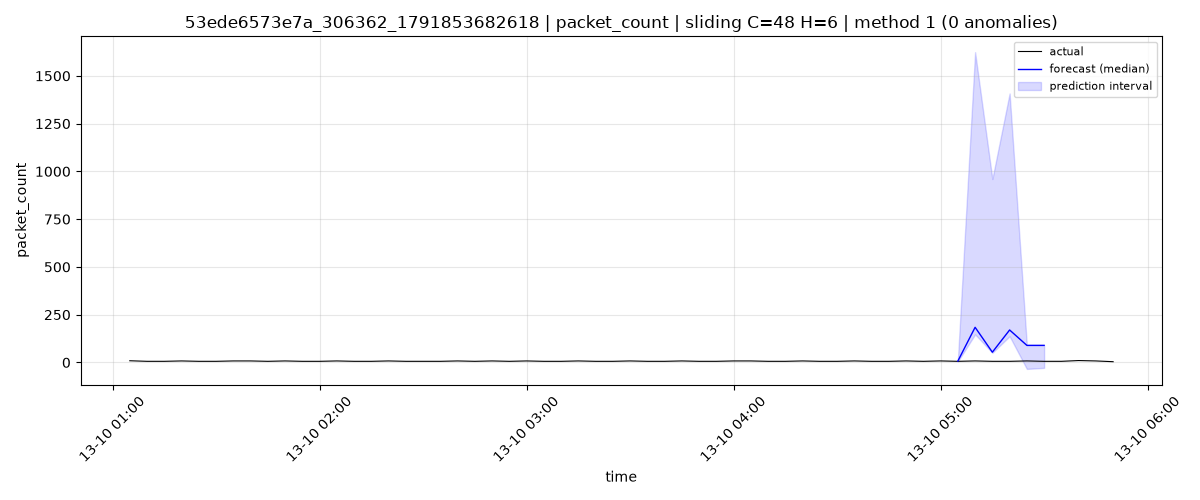 53ede6573e7a_306362_1791853682618 | packet_count | sliding C=48 H=6 | method 1 (0 anomalies)
actual
forecast (median)
prediction interval
packet_count
1500
1250
1000
750
500
250
0
13-10 01:00
13-10 02:00
13-10 03:00
13-10 04:00
13-10 05:00
13-10 06:00
time